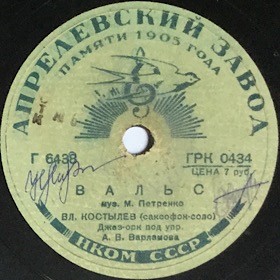 АПРЕЛЕВСКИЙ ЗАВОД
ПАМЯТИ 1905 ГОДА
Г 6438
ГРК 0434
ЦЕНА 7 руб.
ВАЛЬС
муз. М. Петренко
ВЛ. КОСТЫЛЕВ (саксофон-соло)
Джаз-орк под упр.
А. В. Варламова
НКОМ СССР